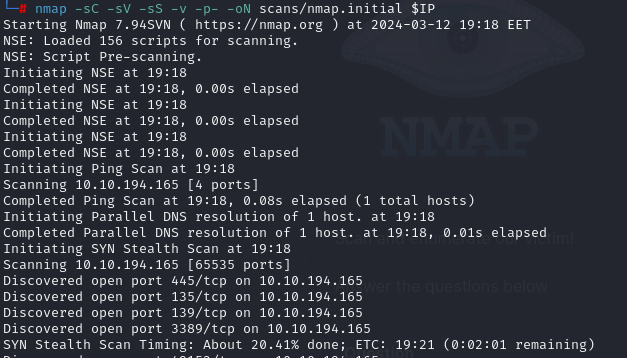 └─# nmap -sC -sV -sS -v -p- -oN scans/nmap.initial $IP
Starting Nmap 7.94SVN ( https://nmap.org ) at 2024-03-12 19:18 EET
NSE: Loaded 156 scripts for scanning.
NSE: Script Pre-scanning.
Initiating NSE at 19:18
Completed NSE at 19:18, 0.00s elapsed
Initiating NSE at 19:18
Completed NSE at 19:18, 0.00s elapsed
Initiating NSE at 19:18
Completed NSE at 19:18, 0.00s elapsed
NMAP
Initiating Ping Scan at 19:18
Scanning 10.10.194.165 [4 ports]
Completed Ping Scan at 19:18, 0.08s elapsed (1 total hosts)
Initiating Parallel DNS resolution of 1 host. at 19:18
Completed Parallel DNS resolution of 1 host. at 19:18, 0.01s elapsed
Scan and enumerate our victim!
Initiating SYN Stealth Scan at 19:18
Scanning 10.10.194.165 [65535 ports]
Discovered open port 445/tcp on 10.10.194.165
the questions below
Discovered open port 135/tcp on 10.10.194.165
Discovered open port 139/tcp on 10.10.194.165
Discovered open port 3389/tcp on 10.10.194.165
SYN Stealth Scan Timing: About 20.41% done; ETC: 19:21 (0:02:01 remaining)